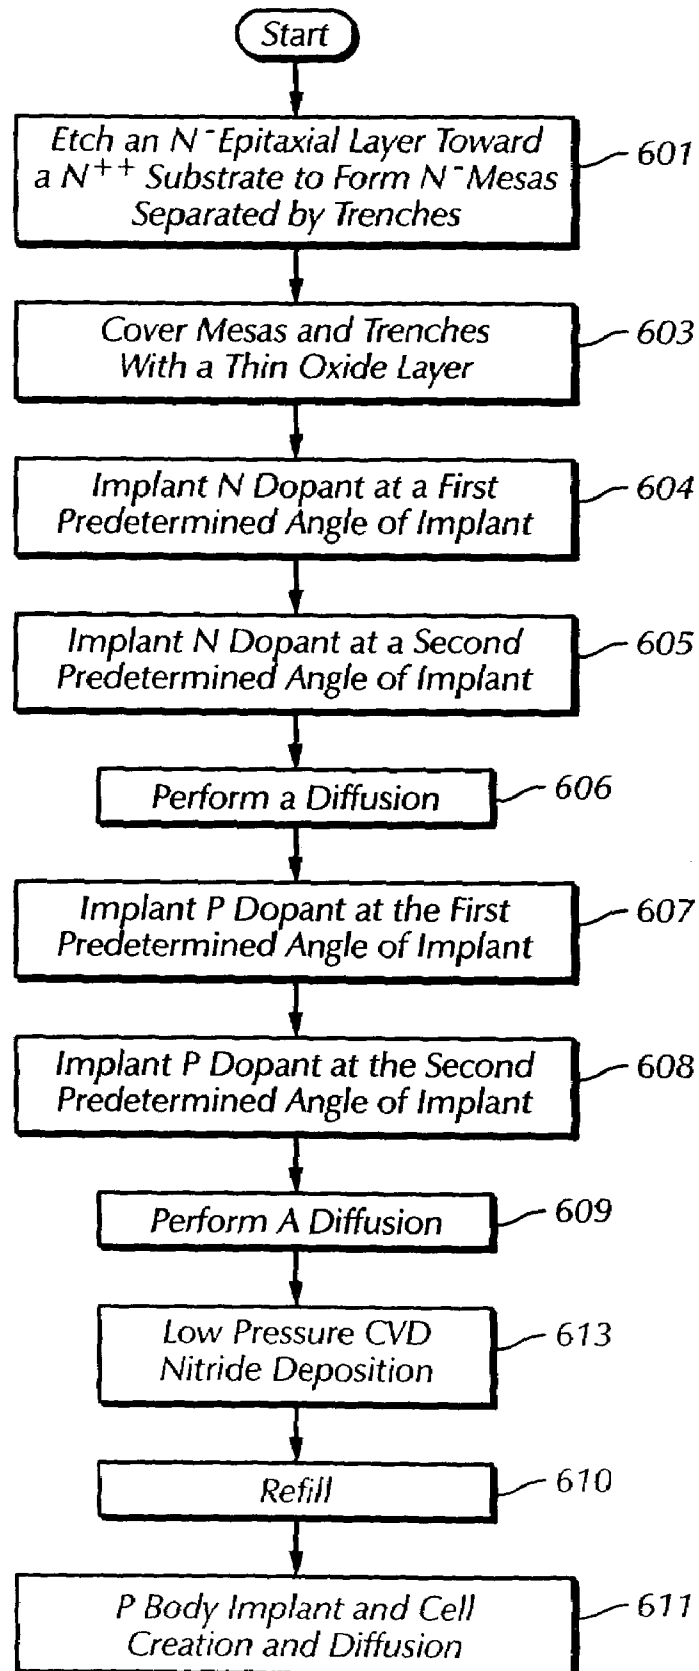 Start
Etch an N⁻Epitaxial Layer Toward
a N⁺⁺ Substrate to Form N⁻Mesas
Separated by Trenches
601
Cover Mesas and Trenches
With a Thin Oxide Layer
603
Implant N Dopant at a First
Predetermined Angle of Implant
604
Implant N Dopant at a Second
Predetermined Angle of Implant
605
Perform a Diffusion
606
Implant P Dopant at the First
Predetermined Angle of Implant
607
Implant P Dopant at the Second
Predetermined Angle of Implant
608
Perform A Diffusion
609
Low Pressure CVD
Nitride Deposition
613
Refill
610
P Body Implant and Cell
Creation and Diffusion
611